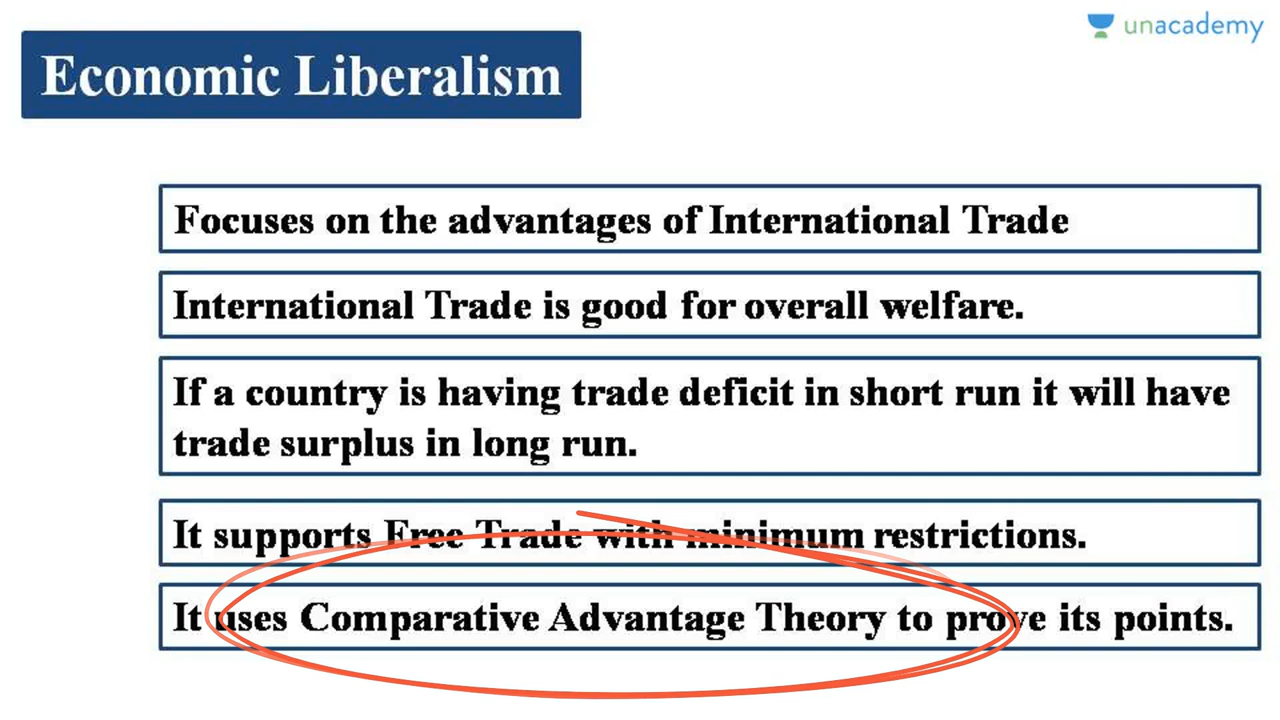 unacademy
Economic Liberalism
Focuses on the advantages of International Trade
International Trade is good for overall welfare.
If a country is having trade deficit in short run it will have
trade surplus in long run.
It supports Free Trade with minimum restrictions.
It uses Comparative Advantage Theory to prove its points.